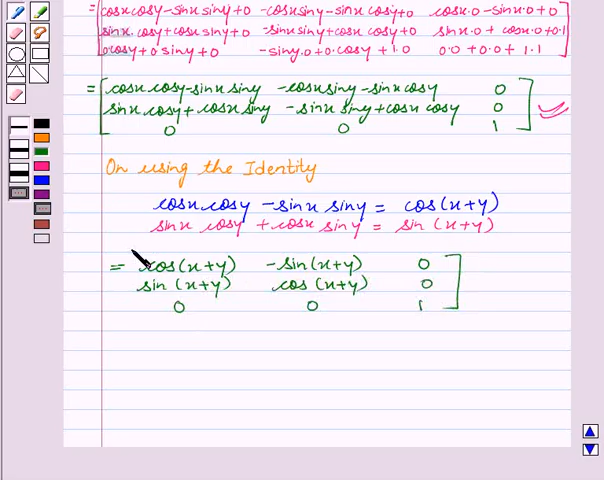 = [cosx cosy - sinx siny + 0 -cosx siny - sinx cosy + 0 cosx.0 - sinx.0 + 0
sinx.cosy + cosx siny + 0 -sinx siny + cosx cosy + 0 sinx.0 + cosx.0 + 0.1
0.cosy + 0.siny + 0 -siny.0 + 0.cosy + 1.0 0.0 + 0.0 + 1.1]
= [cosx cosy - sinx siny -cosx siny - sinx cosy 0
sinx cosy + cosx siny -sinx siny + cosx cosy 0
0 0 1]
On using the Identity
cosx cosy - sinx siny = cos(x+y)
sinx cosy + cosx siny = sin(x+y)
= cos(x+y) -sin(x+y) 0
sin(x+y) cos(x+y) 0
0 0 1]